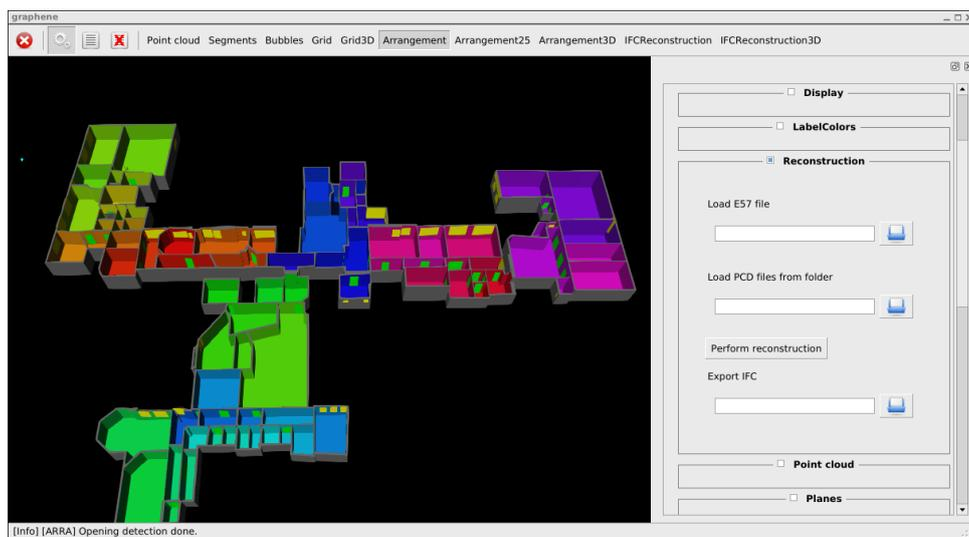 graphene
Point cloud Segments Bubbles Grid Grid3D Arrangement Arrangement25 Arrangement3D IFCReconstruction IFCReconstruction3D
Display
LabelColors
Reconstruction
Load E57 file
Load PCD files from folder
Perform reconstruction
Export IFC
Point cloud
Planes
[Info] [ARRA] Opening detection done.